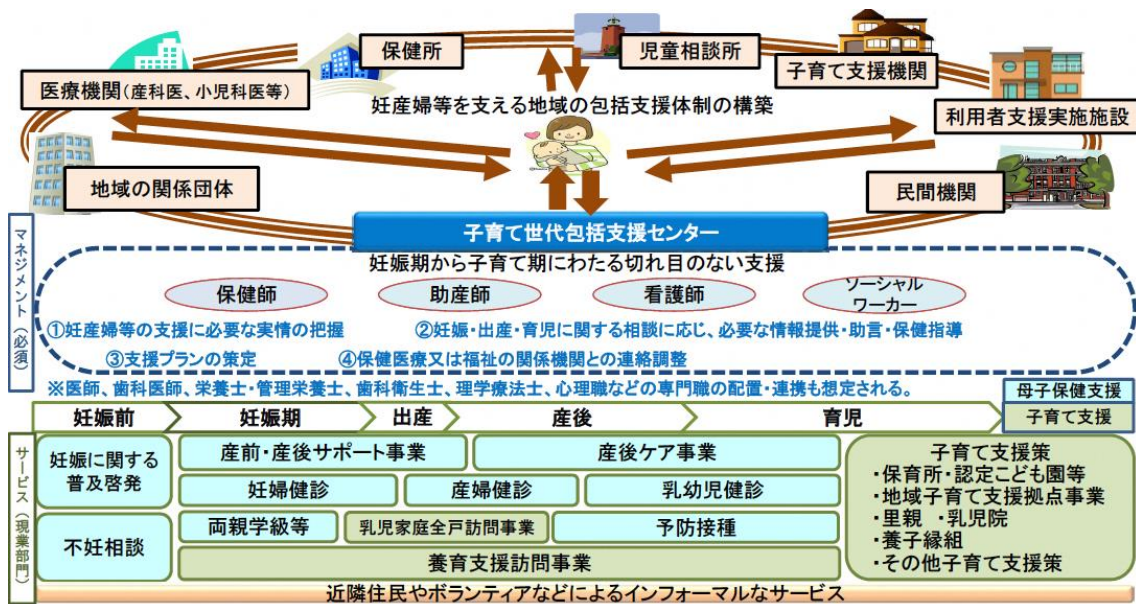 保健所
児童相談所
子育て支援機関
医療機関(産科医、小児科医等)
妊産婦等を支える地域の包括支援体制の構築
利用者支援実施施設
地域の関係団体
民間機関
子育て世代包括支援センター
マネジメント(必須)
妊娠期から子育て期にわたる切れ目のない支援
保健師
助産師
看護師
ソーシャル
ワーカー
①妊産婦等の支援に必要な実情の把握
②妊娠・出産・育児に関する相談に応じ、必要な情報提供・助言・保健指導
③支援プランの策定
④保健医療又は福祉の関係機関との連絡調整
※医師、歯科医師、栄養士・管理栄養士、歯科衛生士、理学療法士、心理職などの専門職の配置・連携も想定される。
母子保健支援
子育て支援
妊娠前
妊娠期
出産
産後
育児
サービス(現業部門)
妊娠に関する
普及啓発
産前・産後サポート事業
産後ケア事業
妊婦健診
産婦健診
乳幼児健診
不妊相談
両親学級等
乳児家庭全戸訪問事業
予防接種
養育支援訪問事業
子育て支援策
・保育所・認定こども園等
・地域子育て支援拠点事業
・里親 ・乳児院
・養子縁組
・その他子育て支援策
近隣住民やボランティアなどによるインフォーマルなサービス